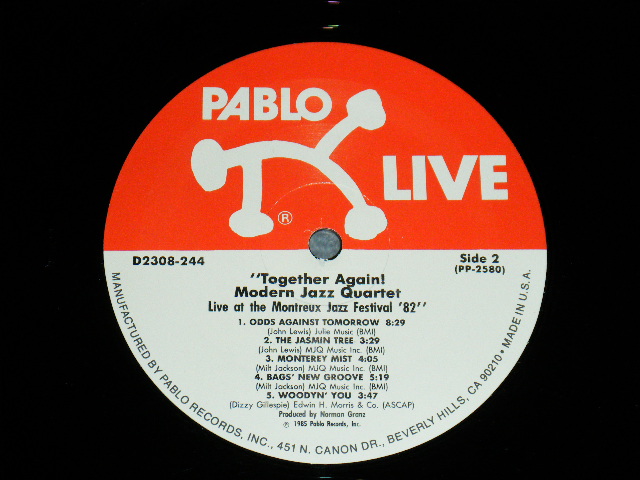 PABLO
LIVE
®
D2308-244
Side 2
(PP-2580)
"Together Again!
Modern Jazz Quartet
Live at the Montreux Jazz Festival '82"
1. ODDS AGAINST TOMORROW 8:29
(John Lewis) Julie Music (BMI)
2. THE JASMIN TREE 3:29
(John Lewis) MJQ Music Inc. (BMI)
3. MONTEREY MIST 4:05
(Milt Jackson) MJQ Music Inc. (BMI)
4. BAGS' NEW GROOVE 5:19
(Milt Jackson) MJQ Music Inc. (BMI)
5. WOODYN' YOU 3:47
(Dizzy Gillespie) Edwin H. Morris & Co. (ASCAP)
Produced by Norman Granz
℗ 1985 Pablo Records, Inc.
MANUFACTURED BY PABLO RECORDS, INC., 451 N. CANON DR., BEVERLY HILLS, CA 90210 • MADE IN U.S.A.